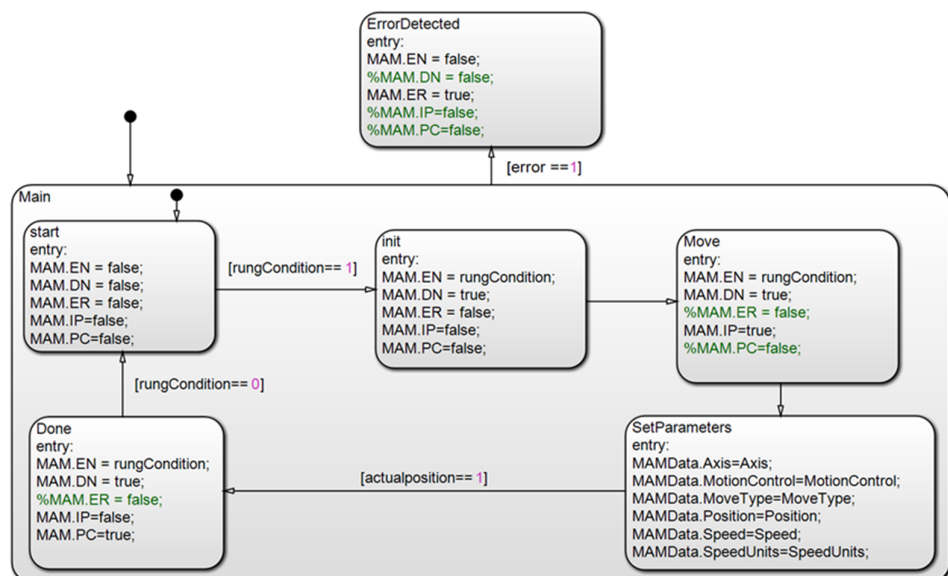 ErrorDetected
entry:
MAM.EN = false;
%MAM.DN = false;
MAM.ER = true;
%MAM.IP=false;
%MAM.PC=false;
[error ==1]
Main
start
entry:
MAM.EN = false;
MAM.DN = false;
MAM.ER = false;
MAM.IP=false;
MAM.PC=false;
[rungCondition== 1]
init
entry:
MAM.EN = rungCondition;
MAM.DN = true;
MAM.ER = false;
MAM.IP=false;
MAM.PC=false;
Move
entry:
MAM.EN = rungCondition;
MAM.DN = true;
%MAM.ER = false;
MAM.IP=true;
%MAM.PC=false;
[rungCondition== 0]
Done
entry:
MAM.EN = rungCondition;
MAM.DN = true;
%MAM.ER = false;
MAM.IP=false;
MAM.PC=true;
[actualposition== 1]
SetParameters
entry:
MAMData.Axis=Axis;
MAMData.MotionControl=MotionControl;
MAMData.MoveType=MoveType;
MAMData.Position=Position;
MAMData.Speed=Speed;
MAMData.SpeedUnits=SpeedUnits;